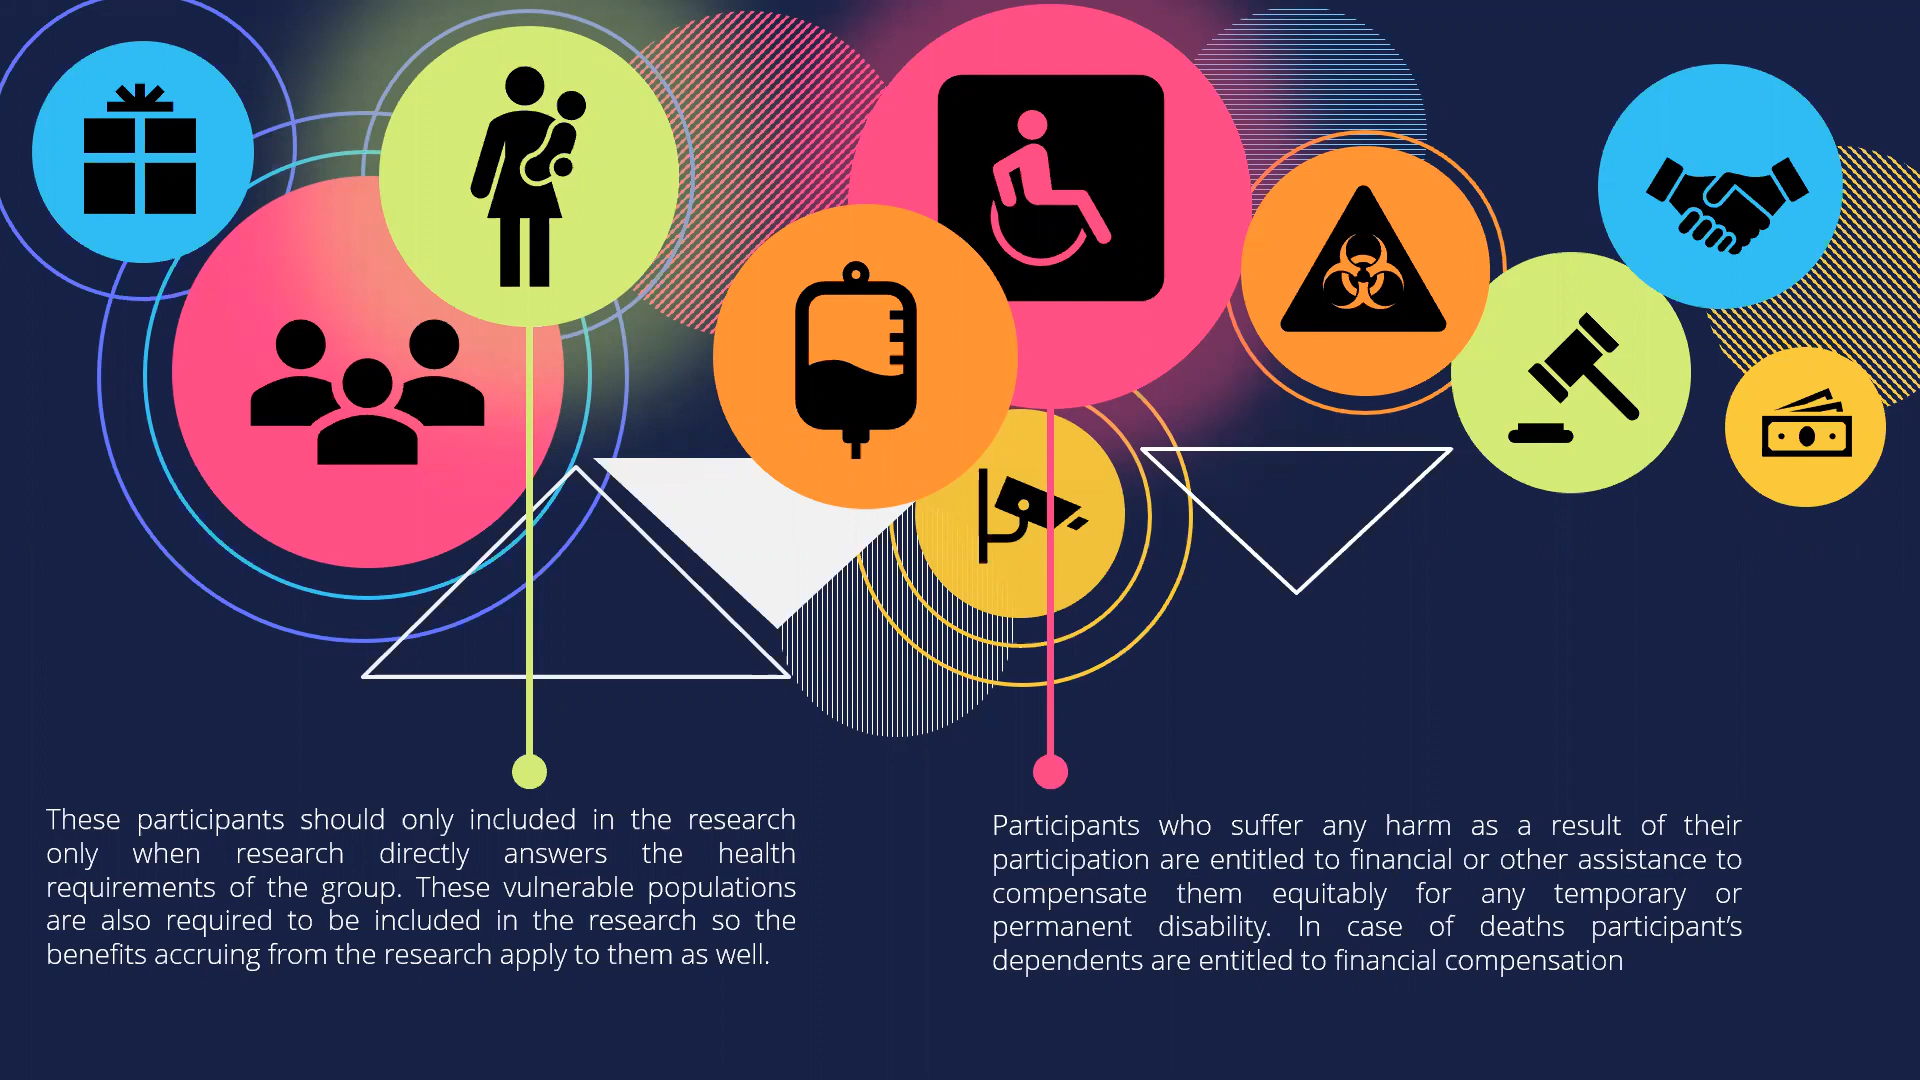 These participants should only included in the research
only when research directly answers the health
requirements of the group. These vulnerable populations
are also required to be included in the research so the
benefits accruing from the research apply to them as well.
Participants who suffer any harm as a result of their
participation are entitled to financial or other assistance to
compensate them equitably for any temporary or
permanent disability. In case of deaths participant’s
dependents are entitled to financial compensation